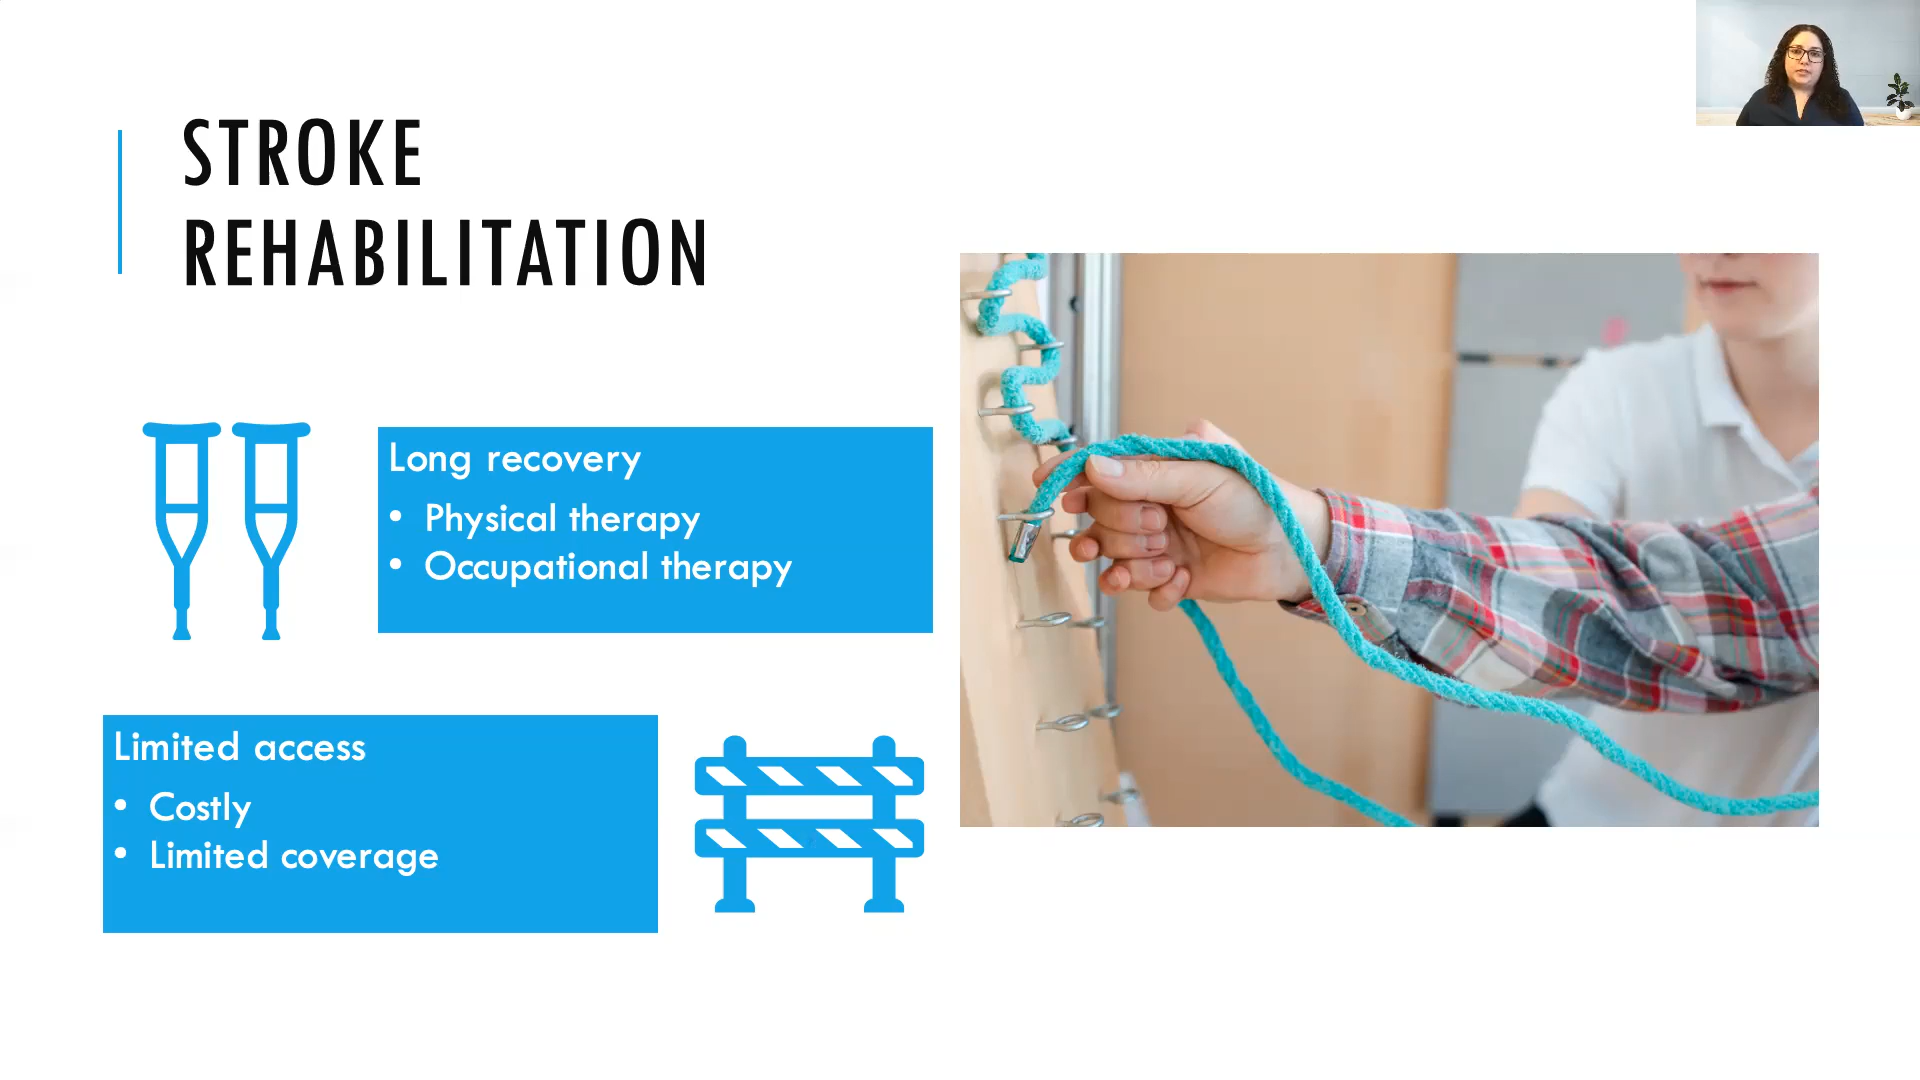 STROKE
REHABILITATION
Long recovery
• Physical therapy
• Occupational therapy
Limited access
• Costly
• Limited coverage